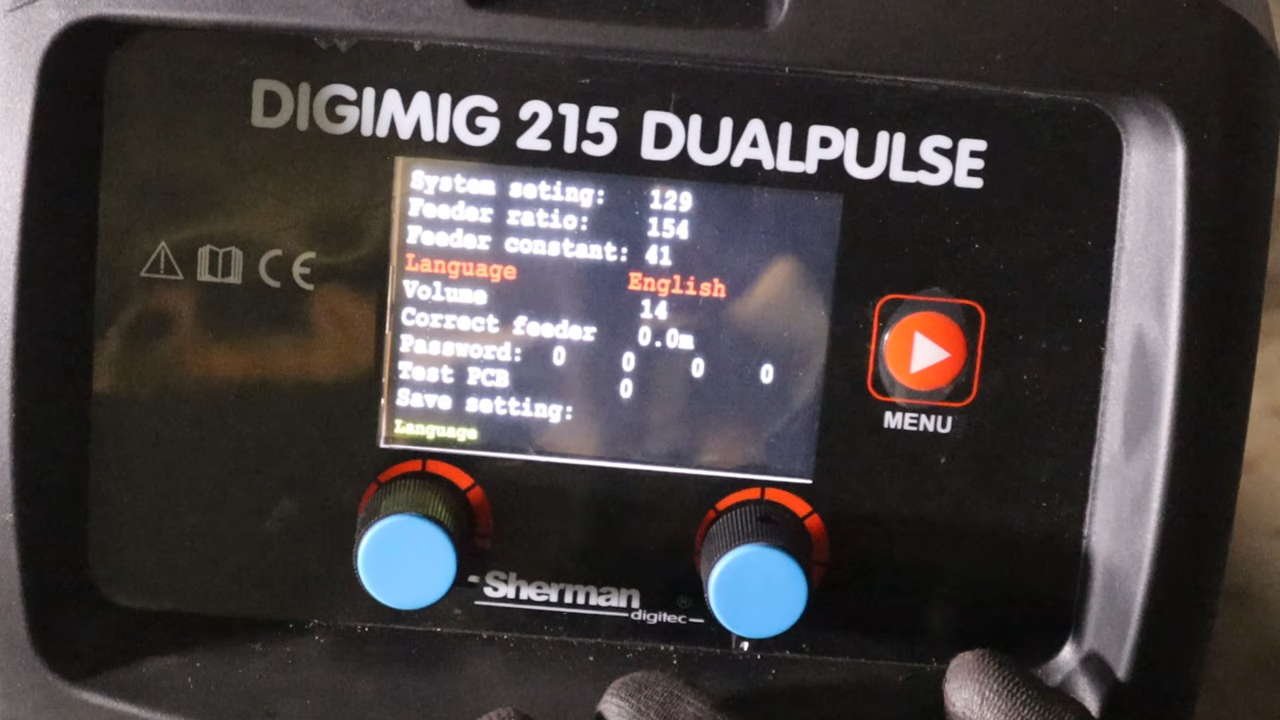 DIGIMIG 215 DUALPULSE
System seting: 129
Feeder ratio: 154
Feeder constant: 41
Language English
Volume 14
Correct feeder 0.0m
Password: 0 0 0 0
Test PCB 0
Save setting:
Language
CE
MENU
Sherman ®
digitec